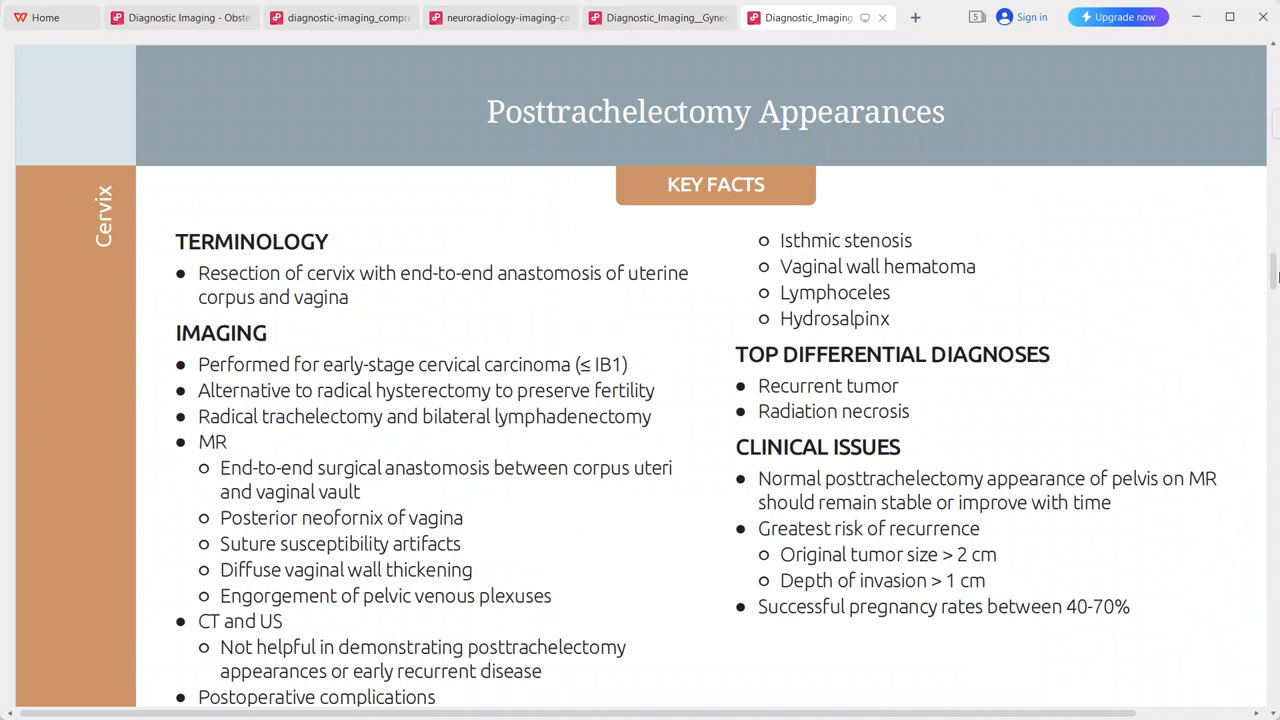 Home
Diagnostic Imaging - Obste
diagnostic-imaging_compre
neuroradiology-imaging-ca
Diagnostic_Imaging__Gynec
Diagnostic_Imaging_
5
Sign in
Upgrade now
Posttrachelectomy Appearances
Cervix
KEY FACTS
TERMINOLOGY
• Resection of cervix with end-to-end anastomosis of uterine
corpus and vagina
IMAGING
• Performed for early-stage cervical carcinoma (≤ IB1)
• Alternative to radical hysterectomy to preserve fertility
• Radical trachelectomy and bilateral lymphadenectomy
• MR
o End-to-end surgical anastomosis between corpus uteri
and vaginal vault
o Posterior neofornix of vagina
o Suture susceptibility artifacts
o Diffuse vaginal wall thickening
o Engorgement of pelvic venous plexuses
• CT and US
o Not helpful in demonstrating posttrachelectomy
appearances or early recurrent disease
• Postoperative complications
o Isthmic stenosis
o Vaginal wall hematoma
o Lymphoceles
o Hydrosalpinx
TOP DIFFERENTIAL DIAGNOSES
• Recurrent tumor
• Radiation necrosis
CLINICAL ISSUES
• Normal posttrachelectomy appearance of pelvis on MR
should remain stable or improve with time
• Greatest risk of recurrence
o Original tumor size > 2 cm
o Depth of invasion > 1 cm
• Successful pregnancy rates between 40-70%